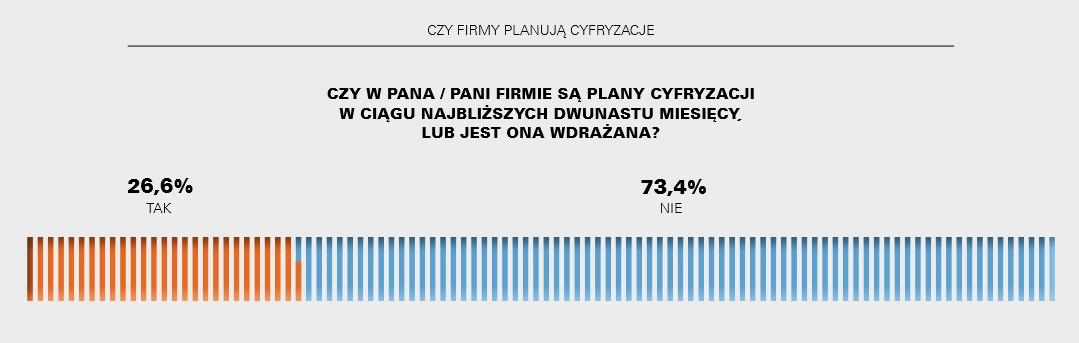 CZY FIRMY PLANUJĄ CYFRYZACJE
CZY W PANA / PANI FIRMIE SĄ PLANY CYFRYZACJI
W CIĄGU NAJBLIŻSZYCH DWUNASTU MIESIĘCY,
LUB JEST ONA WDRAŻANA?
26,6%
TAK
73,4%
NIE